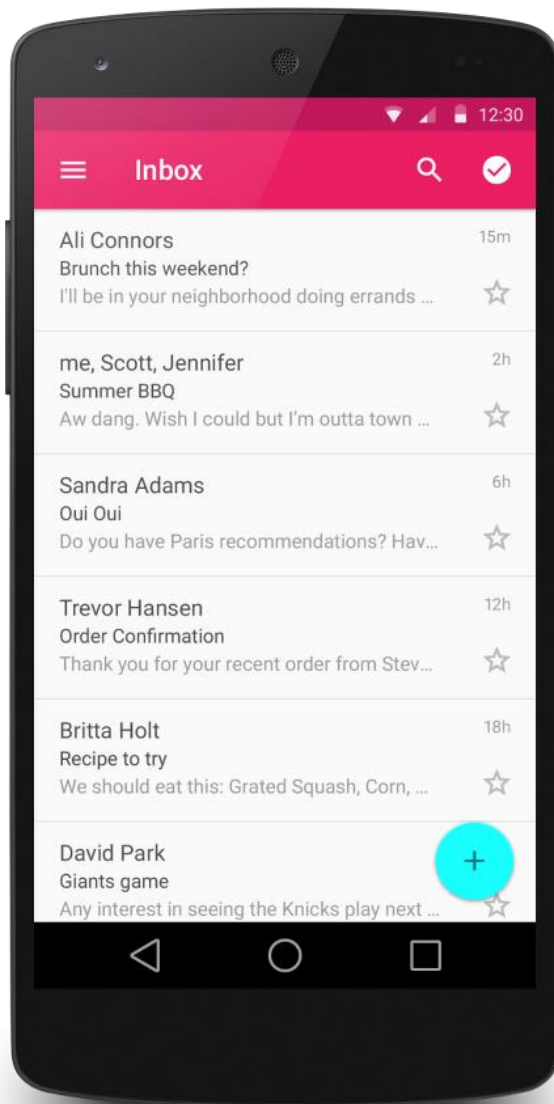 12:30
Inbox
Ali Connors
15m
Brunch this weekend?
I'll be in your neighborhood doing errands ...
me, Scott, Jennifer
2h
Summer BBQ
Aw dang. Wish I could but I'm outta town ...
Sandra Adams
6h
Oui Oui
Do you have Paris recommendations? Hav...
Trevor Hansen
12h
Order Confirmation
Thank you for your recent order from Stev...
Britta Holt
18h
Recipe to try
We should eat this: Grated Squash, Corn, ...
David Park
Giants game
Any interest in seeing the Knicks play next ...